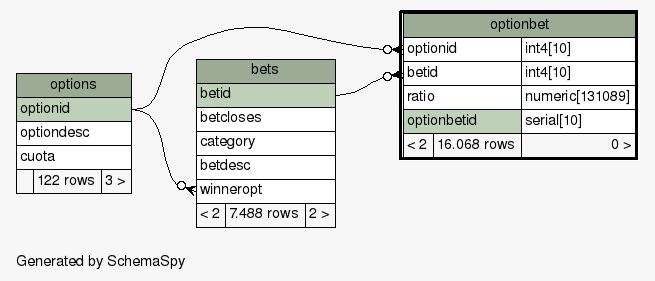 options
optionid
optiondesc
cuota
122 rows 3 >
bets
betid
betcloses
category
betdesc
winneropt
< 2 7.488 rows 2 >
optionbet
optionid int4[10]
betid int4[10]
ratio numeric[131089]
optionbetid serial[10]
< 2 16.068 rows 0 >
Generated by SchemaSpy